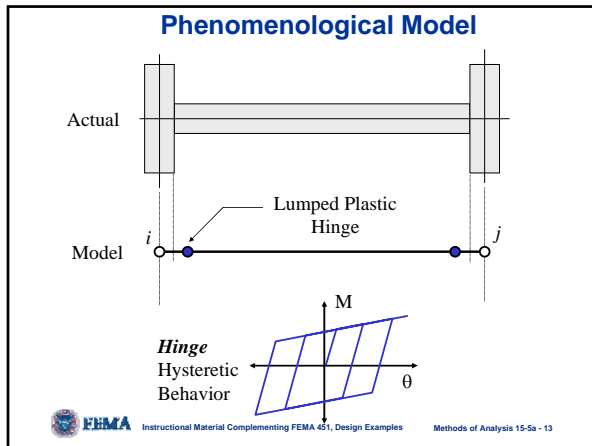 Phenomenological Model
Actual
Lumped Plastic
Hinge
i
j
Model
M
Hinge
Hysteretic
Behavior
θ
FEMA
Instructional Material Complementing FEMA 451, Design Examples
Methods of Analysis 15-5a - 13